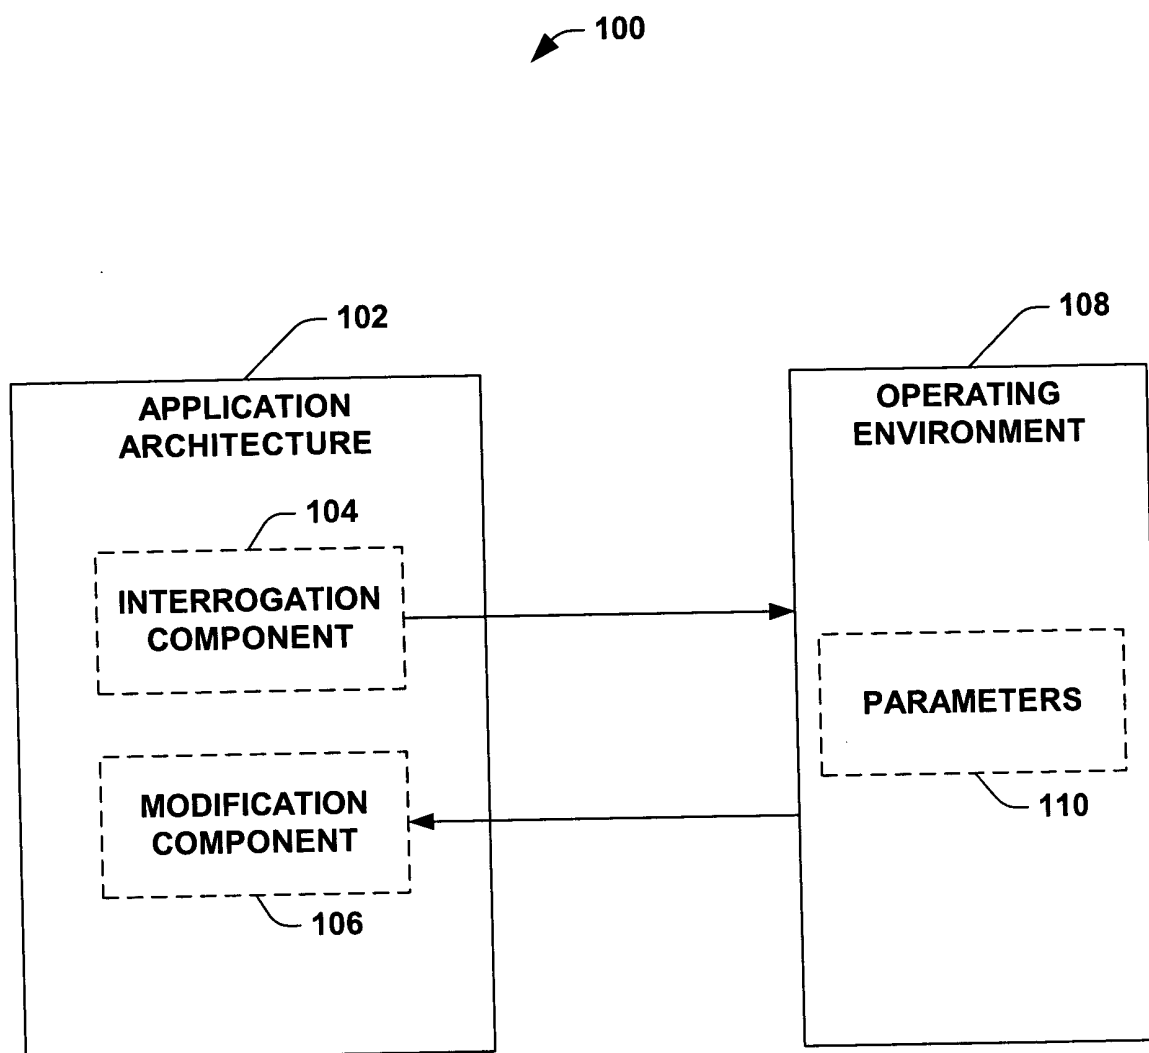 100
102
108
APPLICATION
ARCHITECTURE
OPERATING
ENVIRONMENT
104
INTERROGATION
COMPONENT
PARAMETERS
110
MODIFICATION
COMPONENT
106